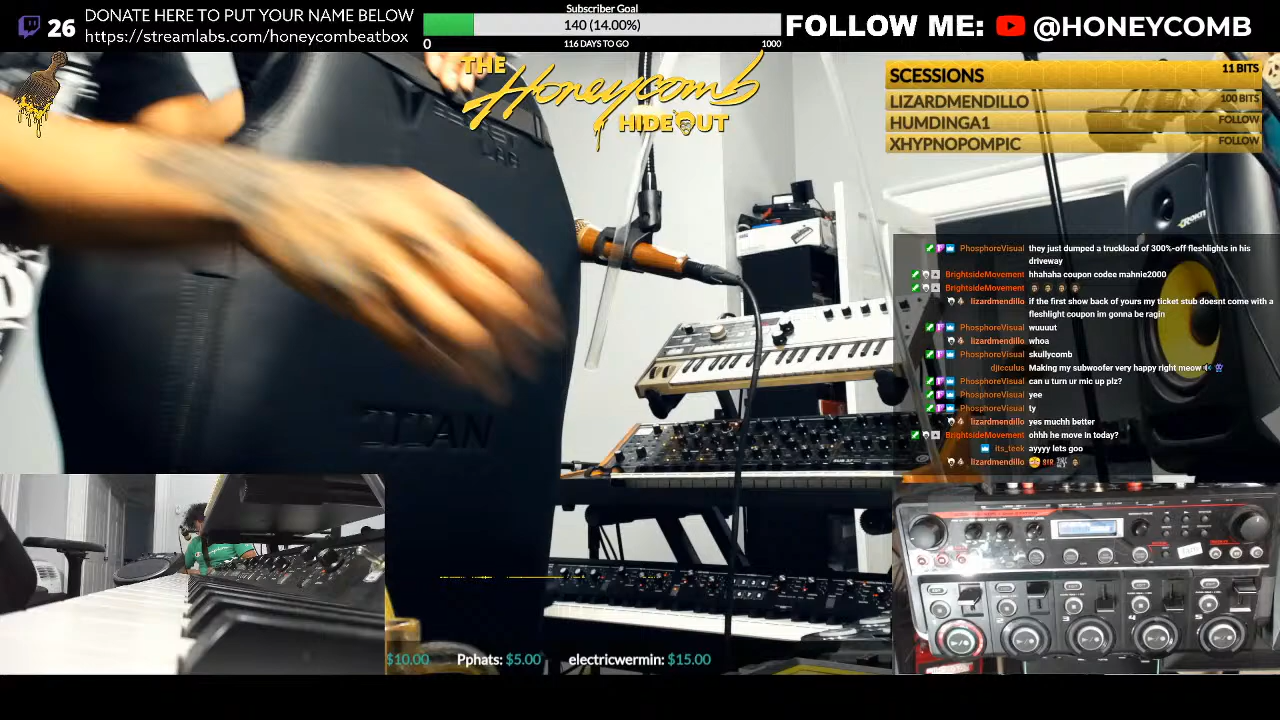 26
DONATE HERE TO PUT YOUR NAME BELOW
https://streamlabs.com/honeycombeatbox
Subscriber Goal
140 (14.00%)
0
116 DAYS TO GO
1000
FOLLOW ME: @HONEYCOMB
THE
Honeycomb
HIDEOUT
SCESSIONS 11 BITS
LIZARDMENDILLO 100 BITS
HUMDINGA1 FOLLOW
XHYPNOPOMPIC FOLLOW
SECRET
LAB
TITAN
ROKIT
PhosphoreVisual they just dumped a truckload of 300%-off fleshlights in his
driveway
BrightsideMovement hhahaha coupon codee mahnie2000
BrightsideMovement
lizardmendillo if the first show back of yours my ticket stub doesnt come with a
fleshlight coupon im gonna be ragin
PhosphoreVisual wuuuut
lizardmendillo whoa
PhosphoreVisual skullycomb
djicculus Making my subwoofer very happy right meow
PhosphoreVisual can u turn ur mic up plz?
PhosphoreVisual yee
PhosphoreVisual ty
lizardmendillo yes muchh better
BrightsideMovement ohhh he move in today?
its_teek ayyyy lets goo
lizardmendillo
$10.00 Pphats: $5.00 electricwermin: $15.00